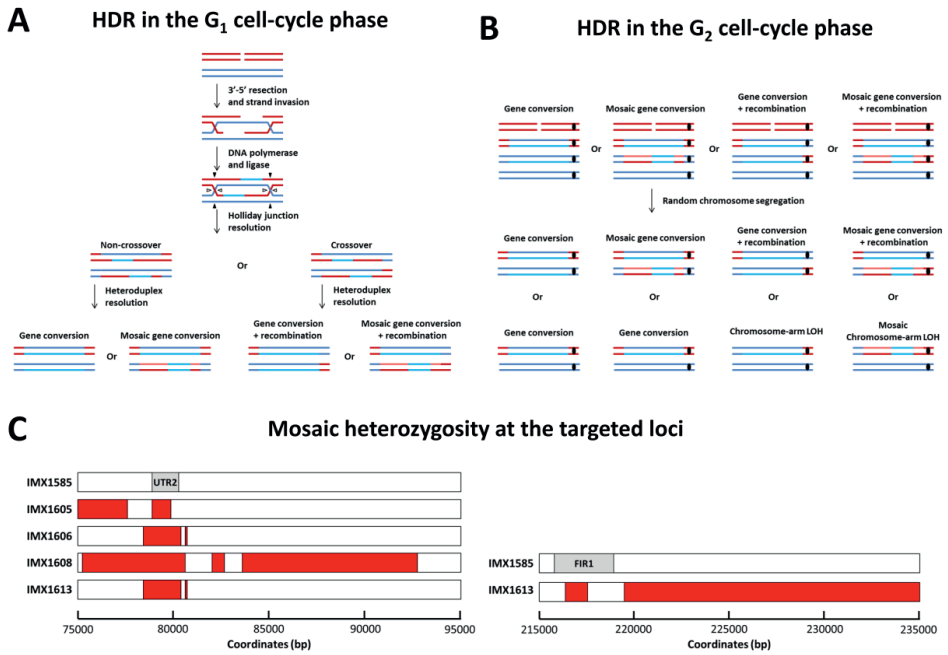 A
HDR in the G1 cell-cycle phase
3'-5' resection
and strand invasion
DNA polymerase
and ligase
Holliday junction
resolution
Non-crossover
Or
Crossover
Heteroduplex
resolution
Heteroduplex
resolution
Gene conversion
Or
Mosaic gene conversion
Gene conversion
+ recombination
Or
Mosaic gene conversion
+ recombination
B
HDR in the G2 cell-cycle phase
Gene conversion
Or
Mosaic gene conversion
Or
Gene conversion
+ recombination
Or
Mosaic gene conversion
+ recombination
Random chromosome segregation
Gene conversion
Mosaic gene conversion
Gene conversion
+ recombination
Mosaic gene conversion
+ recombination
Or
Or
Or
Or
Gene conversion
Gene conversion
Chromosome-arm LOH
Mosaic
Chromosome-arm LOH
C
Mosaic heterozygosity at the targeted loci
IMX1585
UTR2
IMX1605
IMX1606
IMX1608
IMX1613
75000 80000 85000 90000 95000
Coordinates (bp)
IMX1585
FIR1
IMX1613
215000 220000 225000 230000 235000
Coordinates (bp)